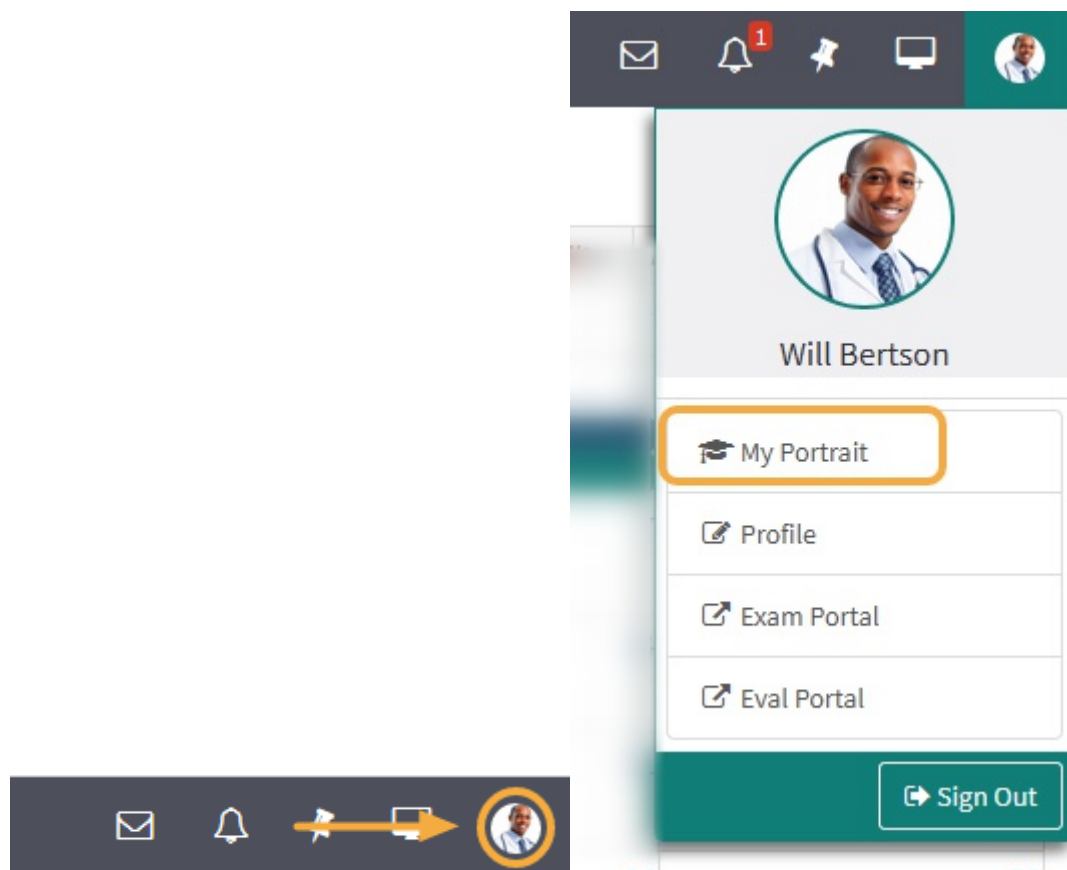 1
Will Bertson
My Portrait
Profile
Exam Portal
Eval Portal
Sign Out